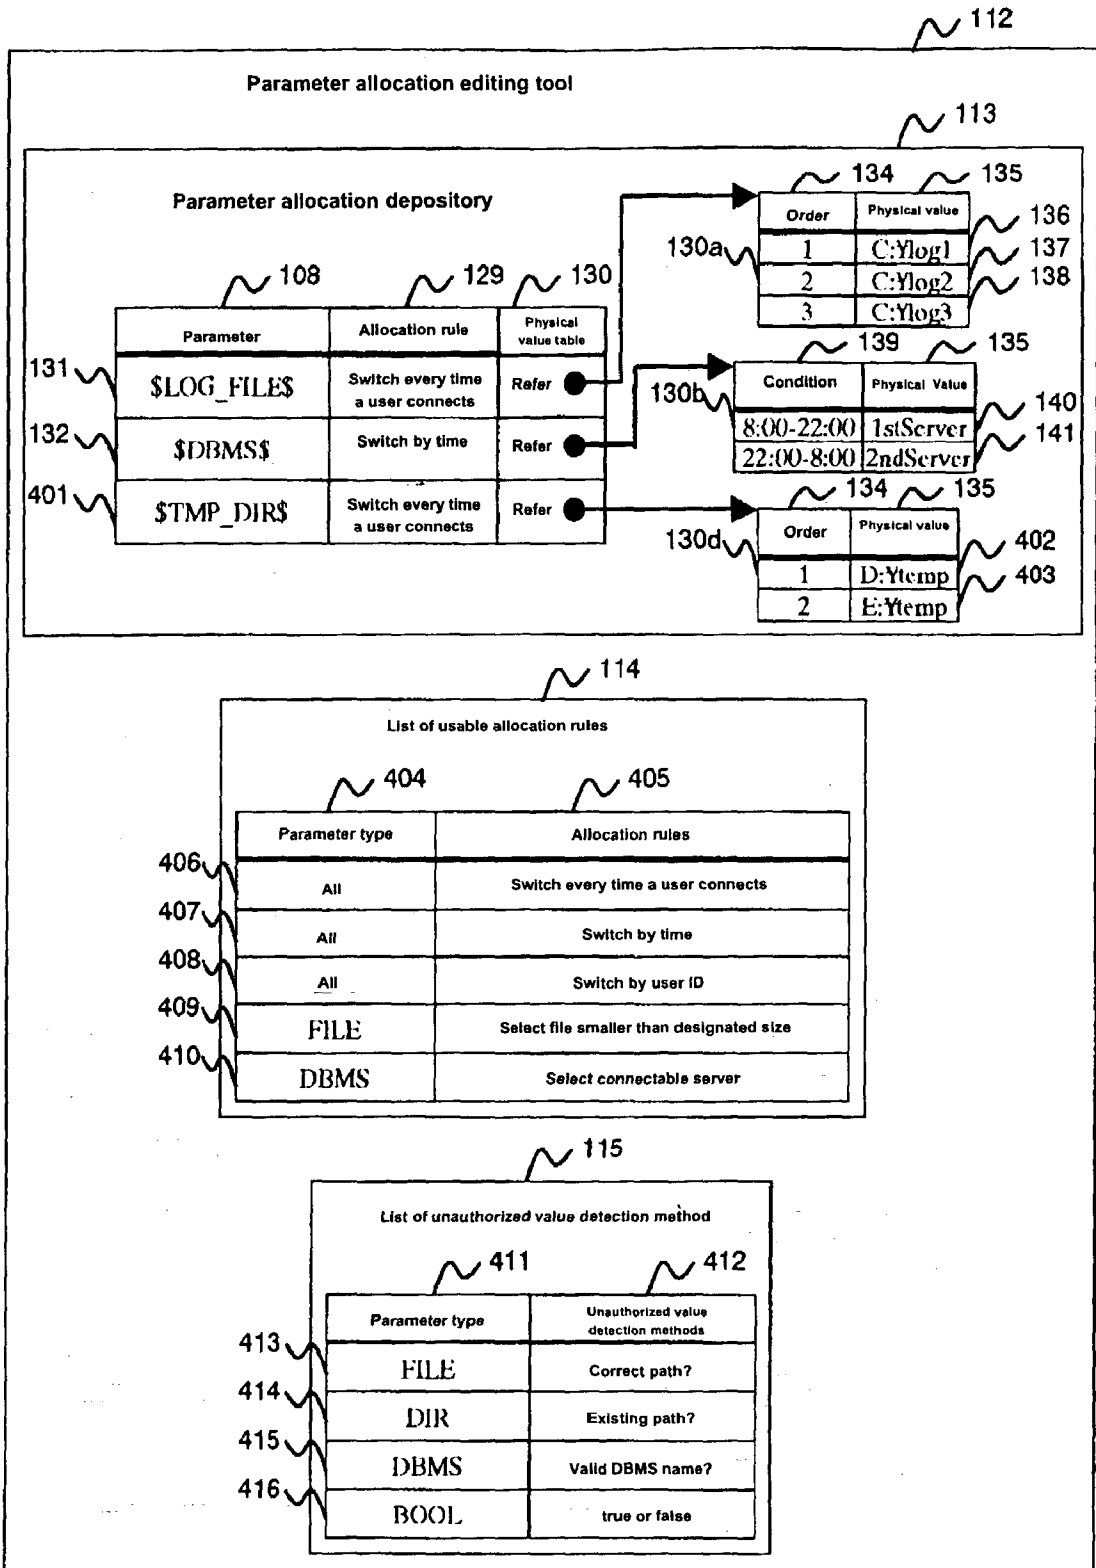 112
Parameter allocation editing tool
113
Parameter allocation depository
134 135
Order Physical value
130a
1 C:¥log1 136
2 C:¥log2 137
3 C:¥log3 138
108 129 130
Parameter Allocation rule Physical value table
131 $LOG_FILE$ Switch every time a user connects Refer
132 $DBMS$ Switch by time Refer
401 $TMP_DIR$ Switch every time a user connects Refer
139 135
Condition Physical Value
130b
8:00-22:00 1stServer 140
22:00-8:00 2ndServer 141
134 135
Order Physical value
130d
1 D:¥temp 402
2 E:¥temp 403
114
List of usable allocation rules
404 405
Parameter type Allocation rules
406 All Switch every time a user connects
407 All Switch by time
408 All Switch by user ID
409 FILE Select file smaller than designated size
410 DBMS Select connectable server
115
List of unauthorized value detection method
411 412
Parameter type Unauthorized value detection methods
413 FILE Correct path?
414 DIR Existing path?
415 DBMS Valid DBMS name?
416 BOOL true or false